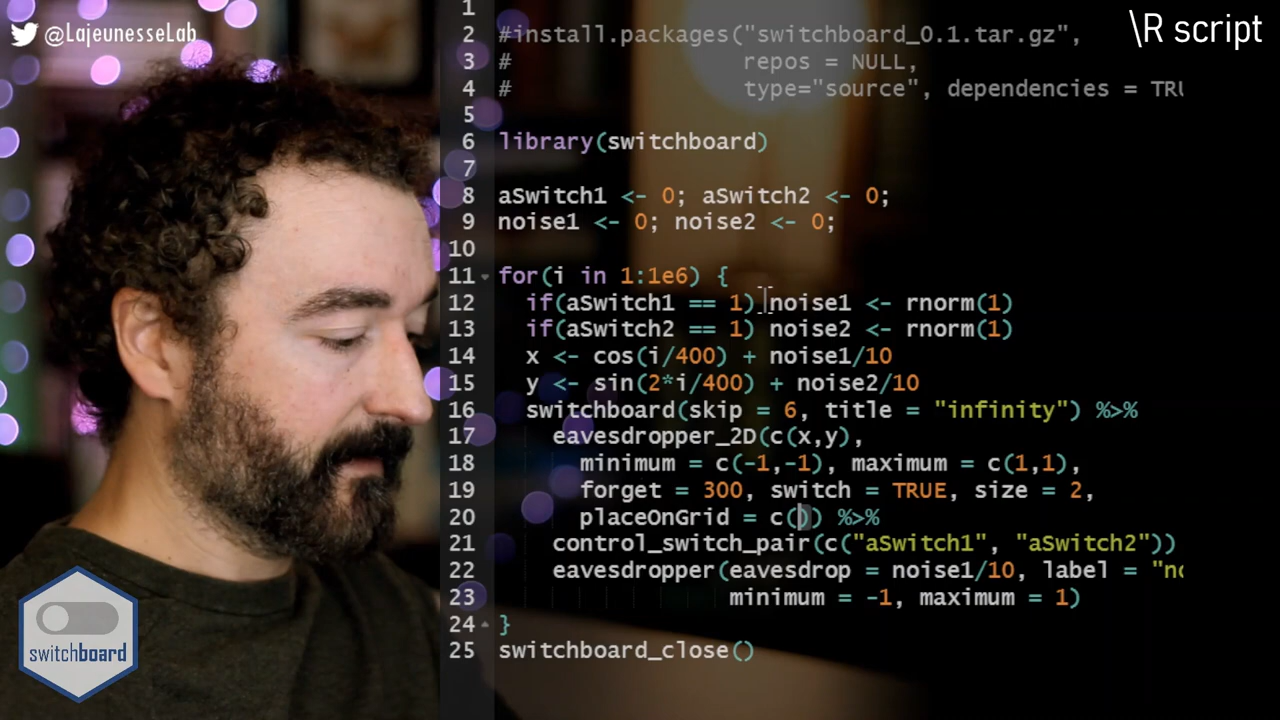 @LajeunesseLab
\R script
1
2 #install.packages("switchboard_0.1.tar.gz",
3 # repos = NULL,
4 # type="source", dependencies = TRU
5
6 library(switchboard)
7
8 aSwitch1 <- 0; aSwitch2 <- 0;
9 noise1 <- 0; noise2 <- 0;
10
11 for(i in 1:1e6) {
12 if(aSwitch1 == 1) noise1 <- rnorm(1)
13 if(aSwitch2 == 1) noise2 <- rnorm(1)
14 x <- cos(i/400) + noise1/10
15 y <- sin(2*i/400) + noise2/10
16 switchboard(skip = 6, title = "infinity") %>%
17 eavesdropper_2D(c(x,y),
18 minimum = c(-1,-1), maximum = c(1,1),
19 forget = 300, switch = TRUE, size = 2,
20 placeOnGrid = c()) %>%
21 control_switch_pair(c("aSwitch1", "aSwitch2"))
22 eavesdropper(eavesdrop = noise1/10, label = "no
23 minimum = -1, maximum = 1)
24 }
25 switchboard_close()
switchboard